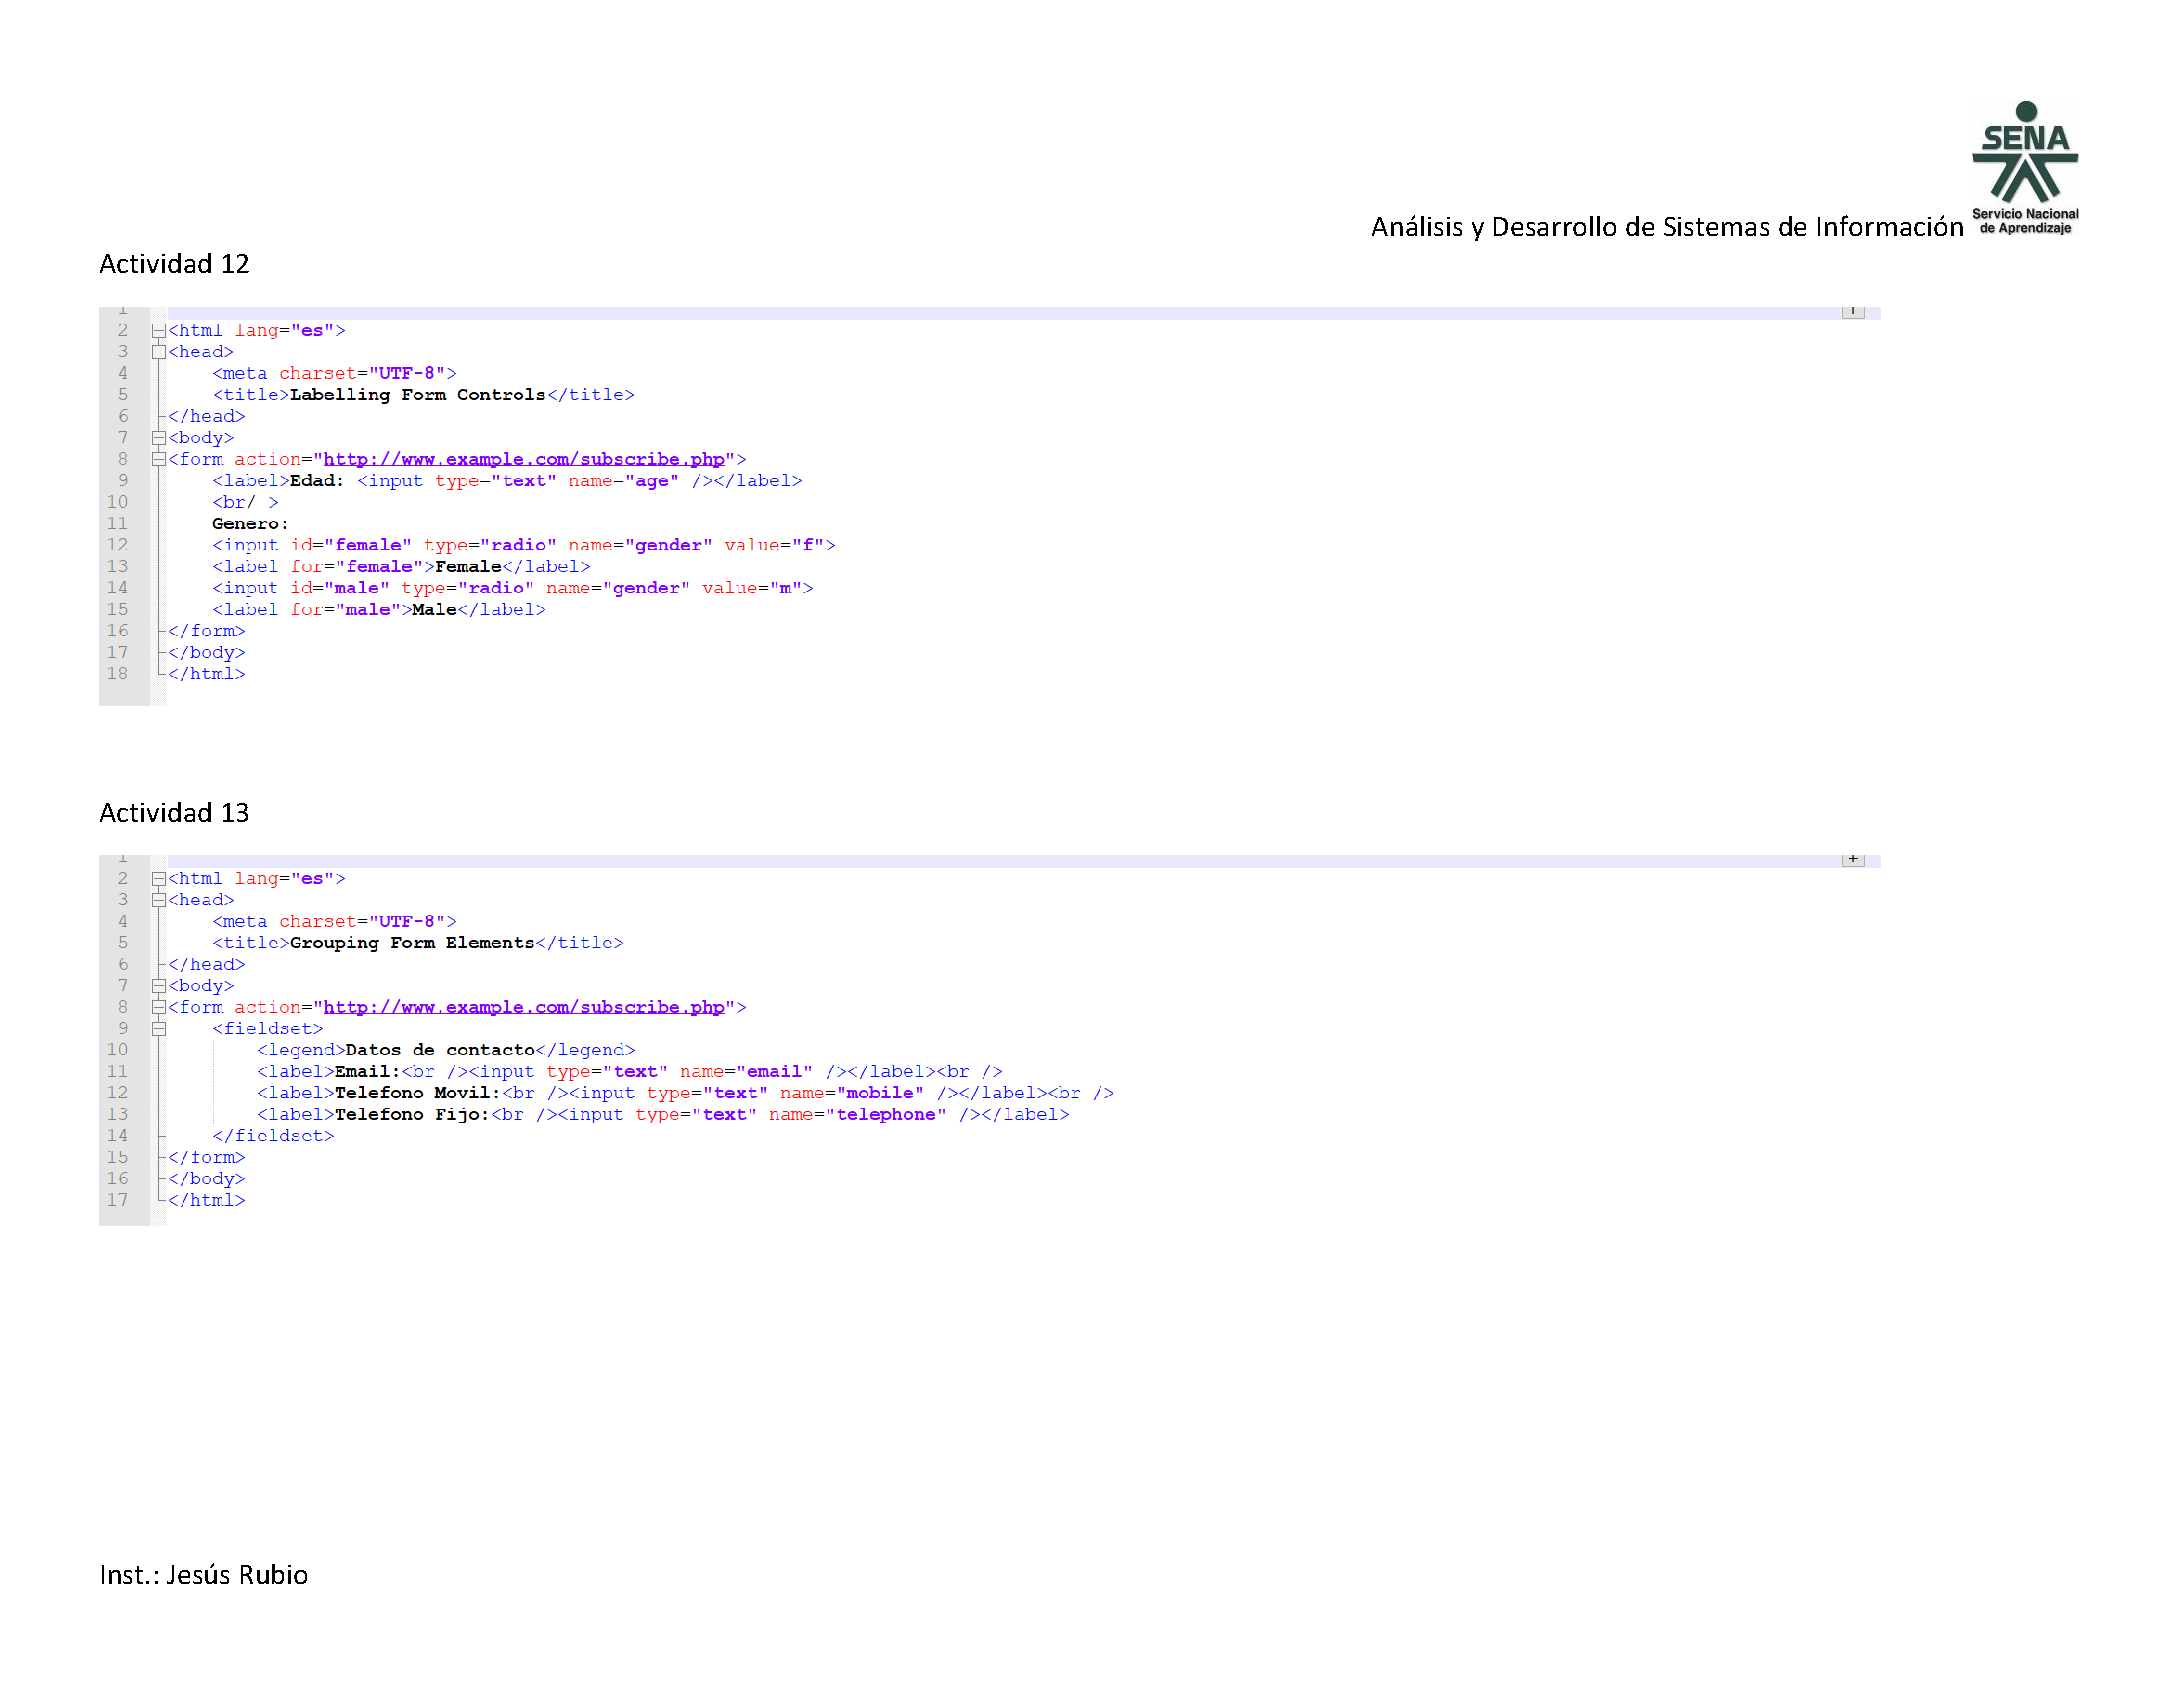 SENA
Servicio Nacional
de Aprendizaje
Análisis y Desarrollo de Sistemas de Información
Actividad 12
1
2 <html lang="es">
3 <head>
4 <meta charset="UTF-8">
5 <title>Labelling Form Controls</title>
6 </head>
7 <body>
8 <form action="http://www.example.com/subscribe.php">
9 <label>Edad: <input type="text" name="age" /></label>
10 <br/ >
11 Genero:
12 <input id="female" type="radio" name="gender" value="f">
13 <label for="female">Female</label>
14 <input id="male" type="radio" name="gender" value="m">
15 <label for="male">Male</label>
16 </form>
17 </body>
18 </html>
Actividad 13
1
2 <html lang="es">
3 <head>
4 <meta charset="UTF-8">
5 <title>Grouping Form Elements</title>
6 </head>
7 <body>
8 <form action="http://www.example.com/subscribe.php">
9 <fieldset>
10 <legend>Datos de contacto</legend>
11 <label>Email:<br /><input type="text" name="email" /></label><br />
12 <label>Telefono Movil:<br /><input type="text" name="mobile" /></label><br />
13 <label>Telefono Fijo:<br /><input type="text" name="telephone" /></label>
14 </fieldset>
15 </form>
16 </body>
17 </html>
Inst.: Jesús Rubio